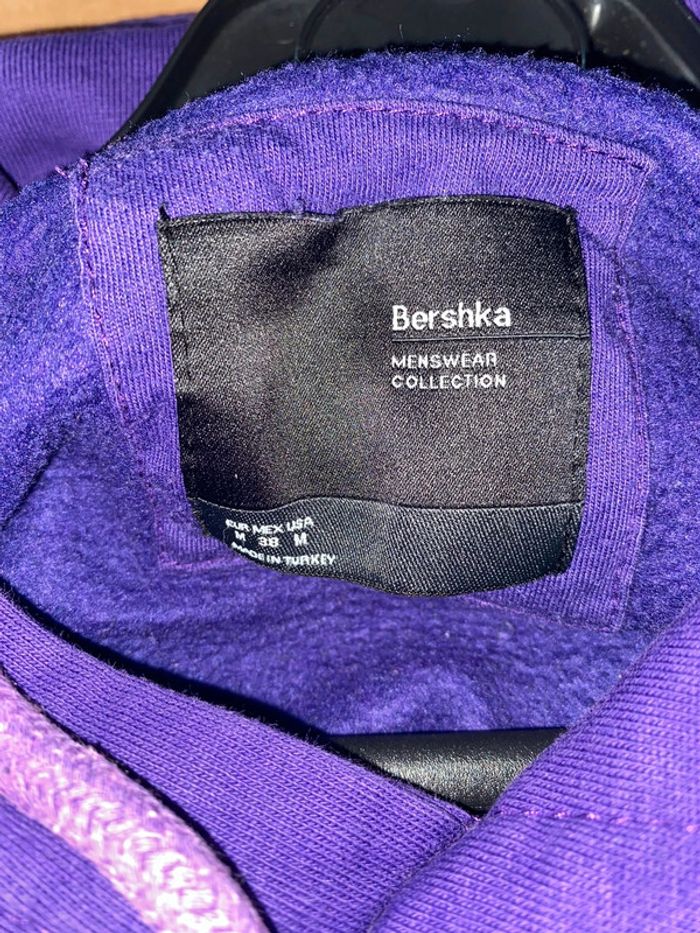 Bershka
MENSWEAR
COLLECTION
EUR MEX USA
M 38 M
MADE IN TURKEY